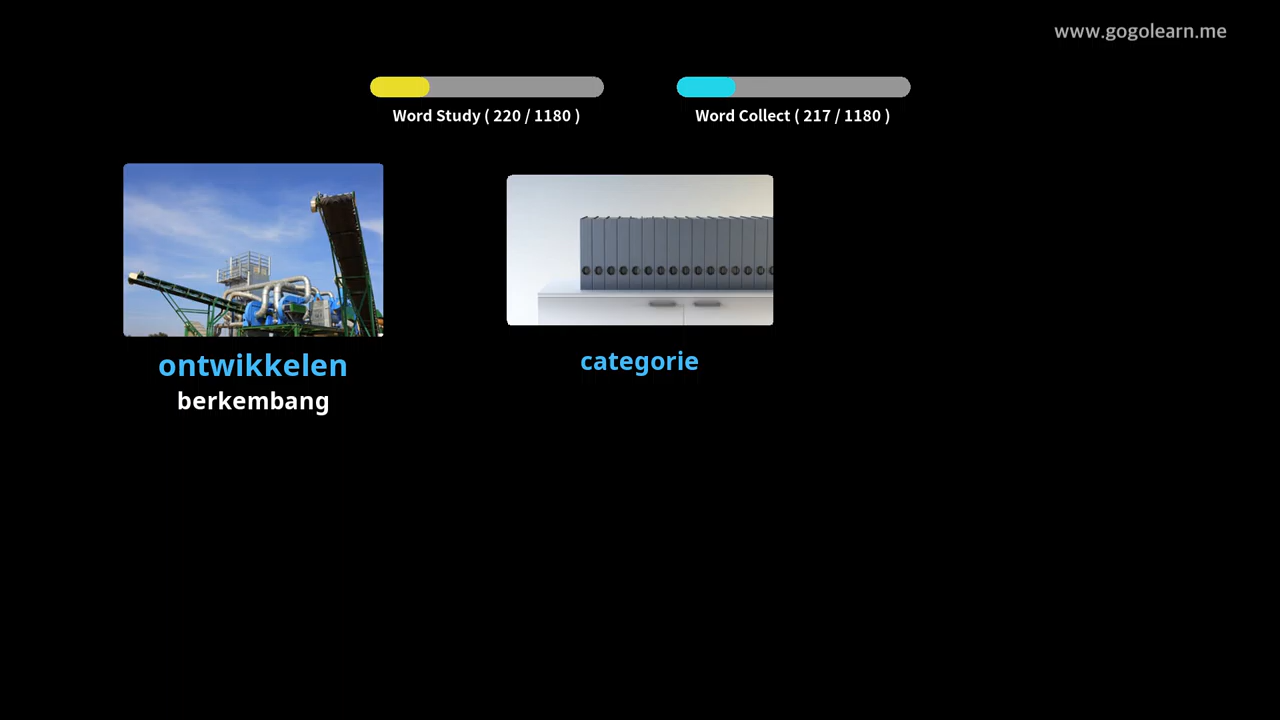 www.gogolearn.me
Word Study ( 220 / 1180 )
Word Collect ( 217 / 1180 )
ontwikkelen
berkembang
categorie